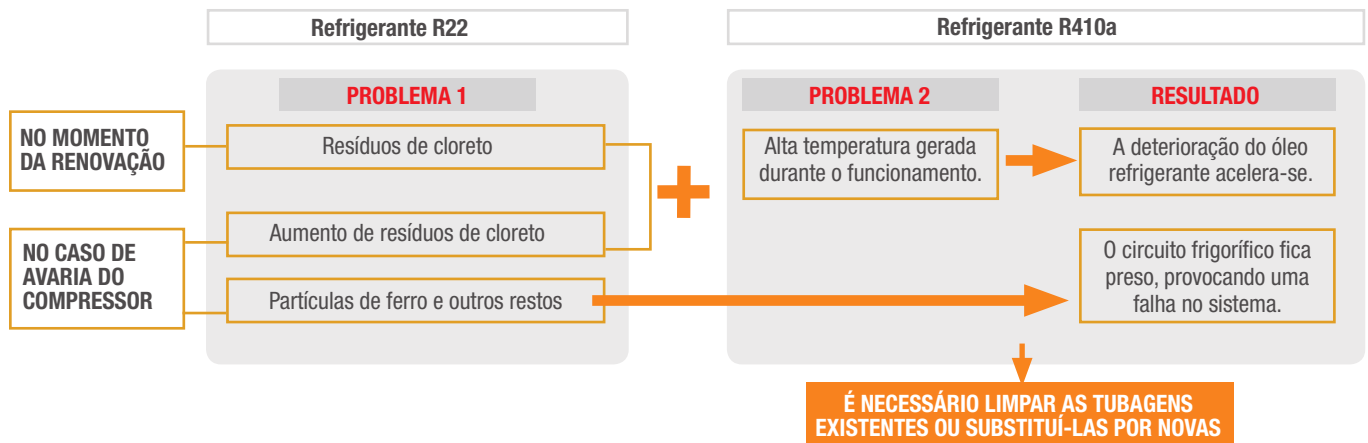 Refrigerante R22
Refrigerante R410a
PROBLEMA 1
PROBLEMA 2
RESULTADO
NO MOMENTO
DA RENOVAÇÃO
Resíduos de cloreto
Alta temperatura gerada
durante o funcionamento.
A deterioração do óleo
refrigerante acelera-se.
NO CASO DE
AVARIA DO
COMPRESSOR
Aumento de resíduos de cloreto
Partículas de ferro e outros restos
O circuito frigorífico fica
preso, provocando uma
falha no sistema.
É NECESSÁRIO LIMPAR AS TUBAGENS
EXISTENTES OU SUBSTITUÍ-LAS POR NOVAS